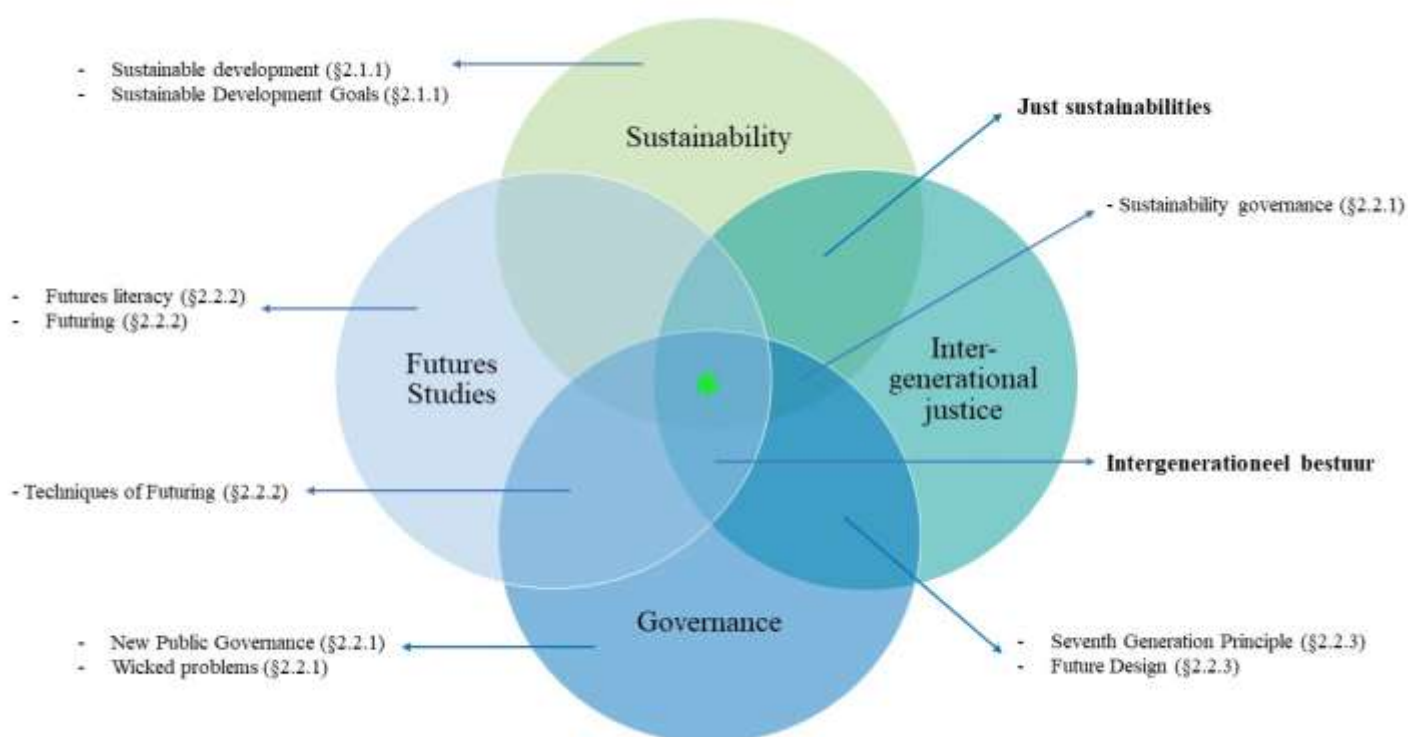 - Sustainable development (§2.1.1)
- Sustainable Development Goals (§2.1.1)
Sustainability
Just sustainabilities
- Sustainability governance (§2.2.1)
- Futures literacy (§2.2.2)
- Futuring (§2.2.2)
Futures
Studies
Inter-
generational
justice
Intergenerationeel bestuur
- Techniques of Futuring (§2.2.2)
Governance
- New Public Governance (§2.2.1)
- Wicked problems (§2.2.1)
- Seventh Generation Principle (§2.2.3)
- Future Design (§2.2.3)